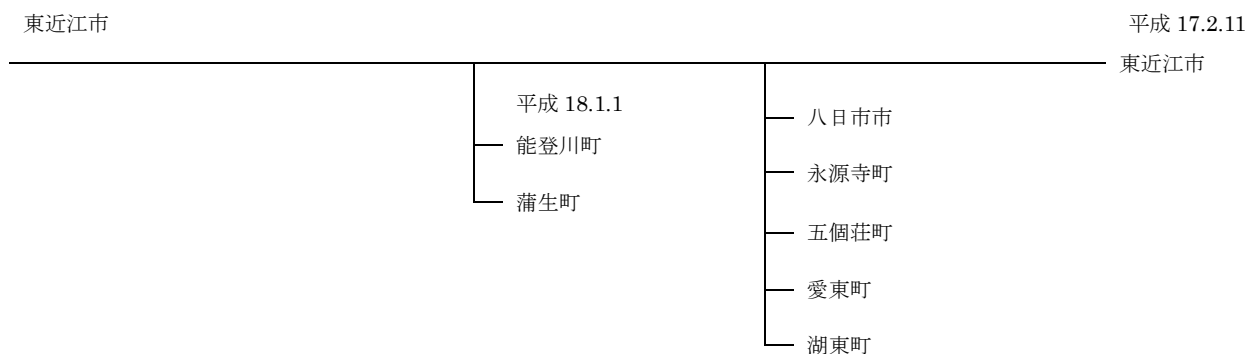 東近江市
平成 17.2.11
東近江市
平成 18.1.1
能登川町
蒲生町
八日市市
永源寺町
五個荘町
愛東町
湖東町